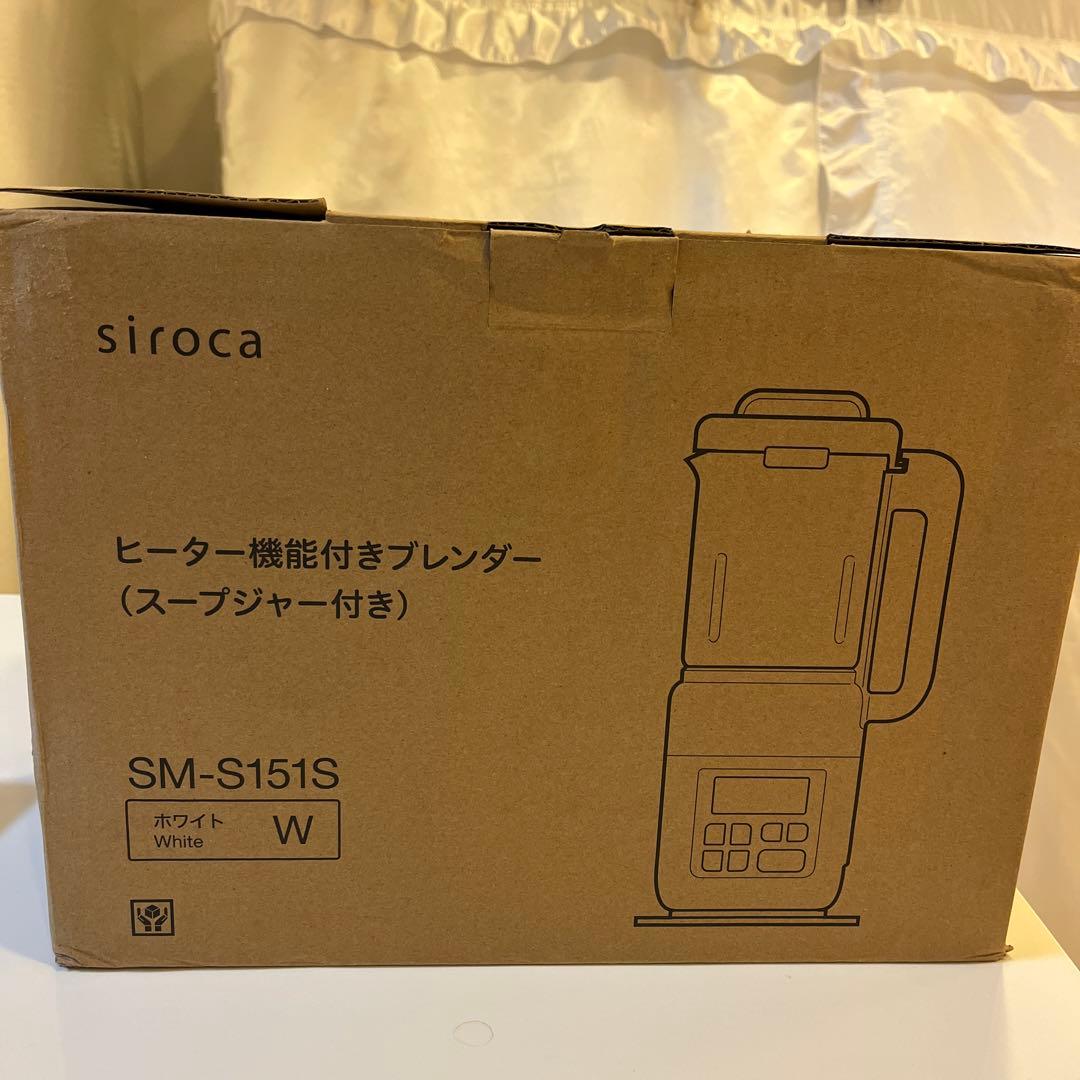 siroca
ヒーター機能付きブレンダー
（スープジャー付き）
SM-S151S
ホワイト
White
W